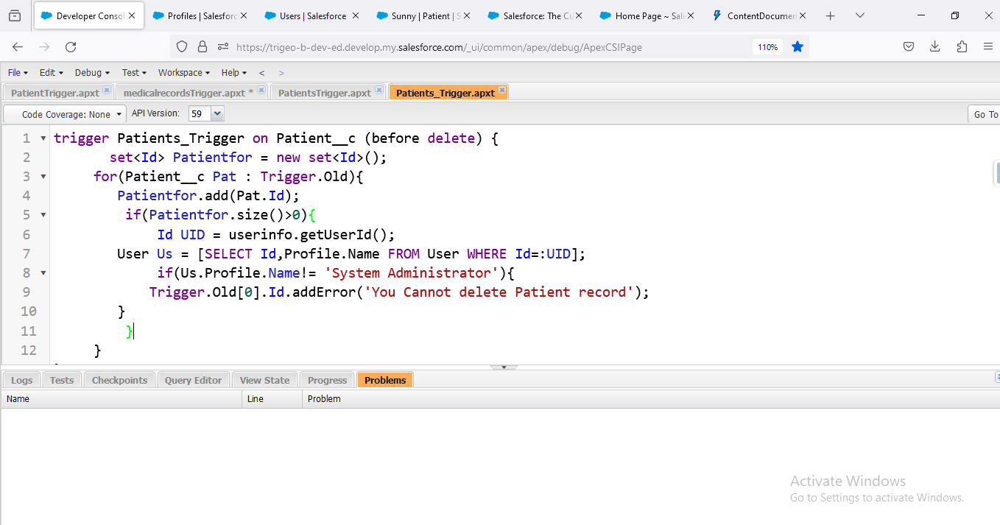 Developer Consol
Profiles | Salesforc
Users | Salesforce
Sunny | Patient | S
Salesforce: The Cu
Home Page ~ Sal
ContentDocumen
https://trigeo-b-dev-ed.develop.my.salesforce.com/_ui/common/apex/debug/ApexCSIPage
110%
File Edit Debug Test Workspace Help < >
PatientTrigger.apxt medicalrecordsTrigger.apxt * PatientsTrigger.apxt Patients_Trigger.apxt
Code Coverage: None API Version: 59 Go To
1 trigger Patients_Trigger on Patient__c (before delete) {
2 set<Id> Patientfor = new set<Id>();
3 for(Patient__c Pat : Trigger.Old){
4 Patientfor.add(Pat.Id);
5 if(Patientfor.size()>0){
6 Id UID = userinfo.getUserId();
7 User Us = [SELECT Id,Profile.Name FROM User WHERE Id=:UID];
8 if(Us.Profile.Name!= 'System Administrator'){
9 Trigger.Old[0].Id.addError('You Cannot delete Patient record');
10 }
11 }
12 }
Logs Tests Checkpoints Query Editor View State Progress Problems
Name Line Problem
Activate Windows
Go to Settings to activate Windows.